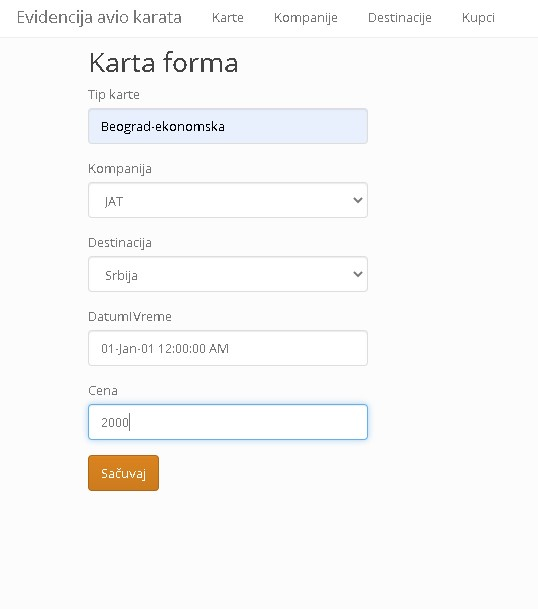 Evidencija avio karata Karte Kompanije Destinacije Kupci
Karta forma
Tip karte
Beograd-ekonomska
Kompanija
JAT
Destinacija
Srbija
DatumIVreme
01-Jan-01 12:00:00 AM
Cena
2000
Sačuvaj